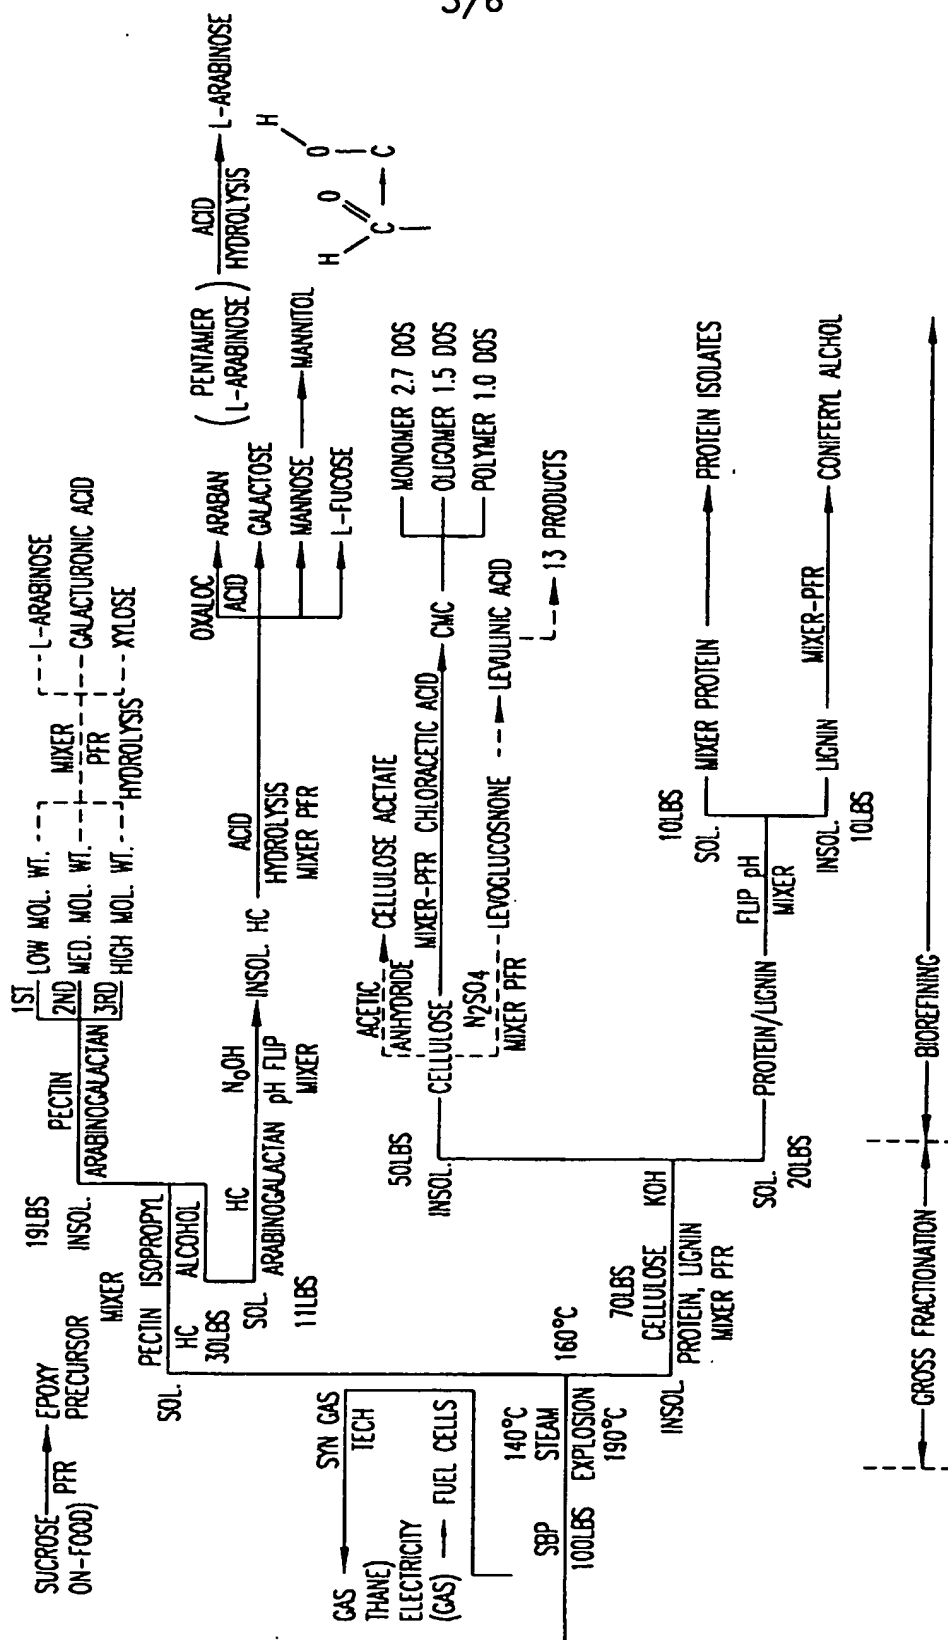 3/6
SUCROSE
ON-FOOD)
PFR
EPOXY
PRECURSOR
MIXER
19LBS
INSOL.
PECTIN
ARABINOGALACTAN
1ST
2ND
3RD
LOW MOL. WT.
MED. MOL. WT.
HIGH MOL. WT.
MIXER
PFR
HYDROLYSIS
L-ARABINOSE
GALACTURONIC ACID
XYLOSE
SOL.
PECTIN ISOPROPYL
HC ALCOHOL
30LBS
SOL.
11LBS
HC
ARABINOGALACTAN
NₒOH
pH FLIP
MIXER
INSOL. HC
ACID
HYDROLYSIS
MIXER PFR
OXALOC
ACID
ARABAN
GALACTOSE
MANNOSE
L-FUCOSE
MANNITOL
(PENTAMER
L-ARABINOSE)
ACID
HYDROLYSIS
L-ARABINOSE
H
O
C
O
C
H
GAS
THANE)
ELECTRICITY
(GAS)
SYN GAS
TECH
FUEL CELLS
SBP
100LBS
140°C
STEAM
EXPLOSION
190°C
160°C
INSOL.
70LBS
CELLULOSE
PROTEIN, LIGNIN
MIXER PFR
KOH
50LBS
INSOL.
CELLULOSE
ACETIC
ANHYDRIDE
CELLULOSE ACETATE
MIXER-PFR CHLORACETIC ACID
CMC
MONOMER 2.7 DOS
OLIGOMER 1.5 DOS
POLYMER 1.0 DOS
N2SO4
MIXER PFR
LEVOGLUCOSNONE
LEVULINIC ACID
13 PRODUCTS
SOL.
20LBS
PROTEIN/LIGNIN
FLIP pH
MIXER
10LBS
SOL.
MIXER PROTEIN
PROTEIN ISOLATES
INSOL.
10LBS
LIGNIN
MIXER-PFR
CONIFERYL ALCHOL
GROSS FRACTIONATION
BIOREFINING